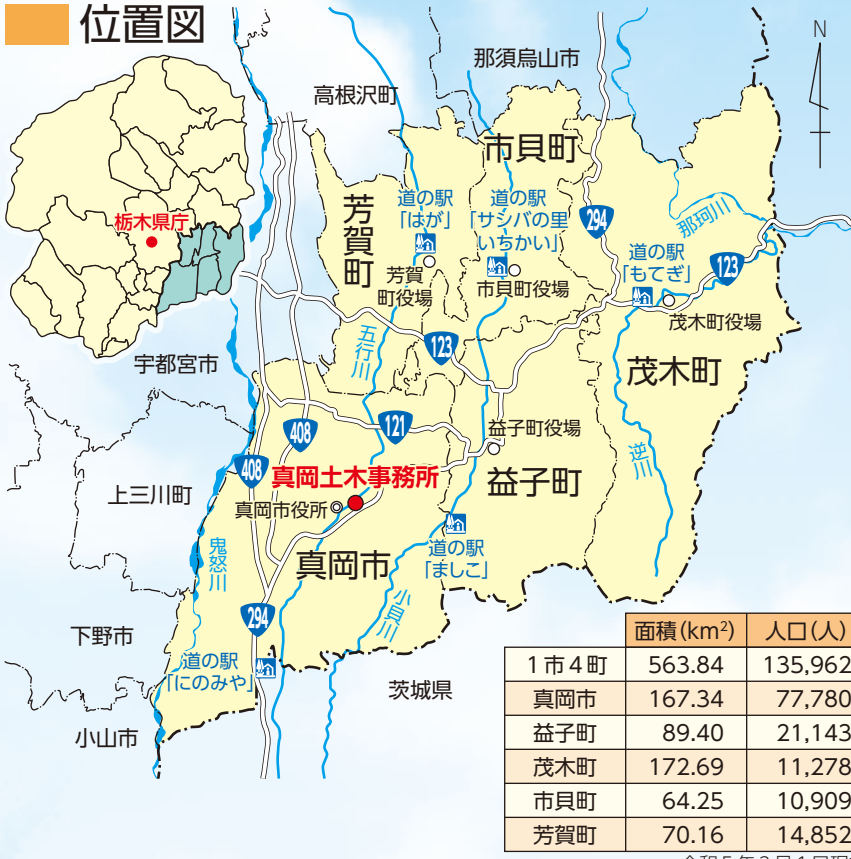 位置図
N
那須烏山市
高根沢町
市貝町
道の駅
「はが」
道の駅
「サシバの里
いちかい」
294
那珂川
芳賀町
栃木県庁
道の駅
「もてぎ」
123
芳賀
町役場
市貝町役場
茂木町役場
五行川
123
宇都宮市
茂木町
408
121
益子町役場
逆川
408
真岡土木事務所
上三川町
真岡市役所
益子町
鬼怒川
道の駅
「ましこ」
真岡市
小貝川
294
下野市
道の駅
「にのみや」
茨城県
小山市
面積(km²) 人口(人)
1市4町 563.84 135,962
真岡市 167.34 77,780
益子町 89.40 21,143
茂木町 172.69 11,278
市貝町 64.25 10,909
芳賀町 70.16 14,852